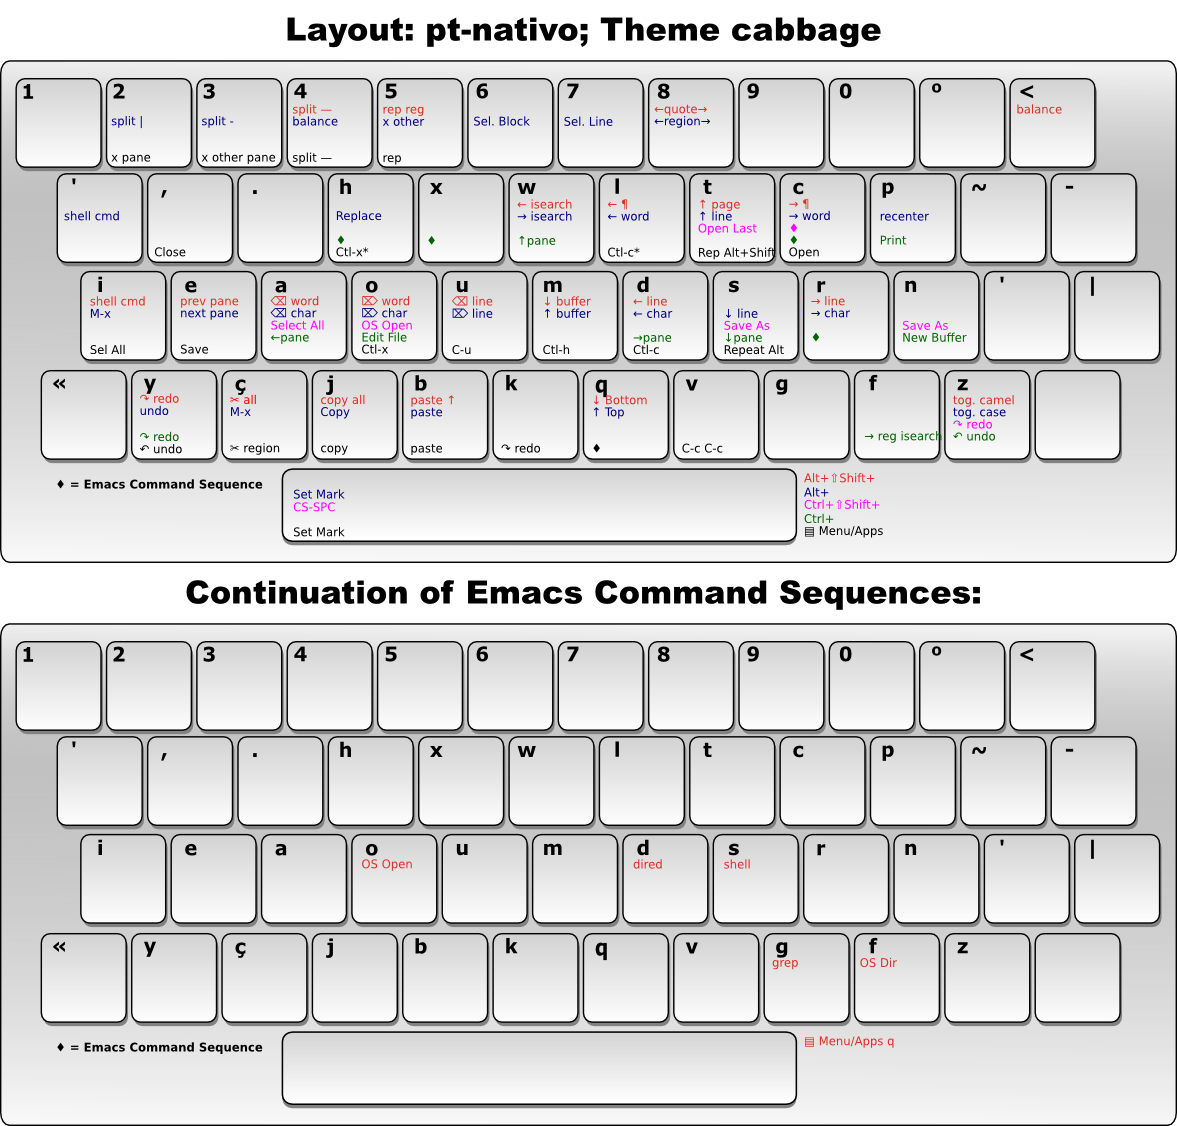 Layout: pt-nativo; Theme cabbage
1
2
split |
x pane
3
split -
x other pane
4
split —
balance
split —
5
rep reg
x other
rep
6
Sel. Block
7
Sel. Line
8
←quote→
←region→
9
0
º
<
balance
'
shell cmd
,
Close
.
h
Replace
♦
Ctl-x*
x
♦
w
← isearch
→ isearch
↑pane
l
← ¶
← word
Ctl-c*
t
↑ page
↑ line
Open Last
Rep Alt+Shift
c
→ ¶
→ word
♦
♦
Open
p
recenter
Print
~
-
i
shell cmd
M-x
Sel All
e
prev pane
next pane
Save
a
⌫ word
⌫ char
Select All
←pane
o
⌦ word
⌦ char
OS Open
Edit File
Ctl-x
u
⌫ line
⌦ line
C-u
m
↓ buffer
↑ buffer
Ctl-h
d
← line
← char
→pane
Ctl-c
s
↓ line
Save As
↓pane
Repeat Alt
r
→ line
→ char
♦
n
Save As
New Buffer
'
|
«
y
↷ redo
undo
↷ redo
↶ undo
ç
✂ all
M-x
✂ region
j
copy all
Copy
copy
b
paste ↑
paste
paste
k
↷ redo
q
↓ Bottom
↑ Top
♦
v
C-c C-c
g
f
→ reg isearch
z
tog. camel
tog. case
↷ redo
↶ undo
♦ = Emacs Command Sequence
Set Mark
CS-SPC
Set Mark
Alt+⇧Shift+
Alt+
Ctrl+⇧Shift+
Ctrl+
▤ Menu/Apps
Continuation of Emacs Command Sequences:
1
2
3
4
5
6
7
8
9
0
º
<
'
,
.
h
x
w
l
t
c
p
~
-
i
e
a
o
OS Open
u
m
d
dired
s
shell
r
n
'
|
«
y
ç
j
b
k
q
v
g
grep
f
OS Dir
z
♦ = Emacs Command Sequence
▤ Menu/Apps q